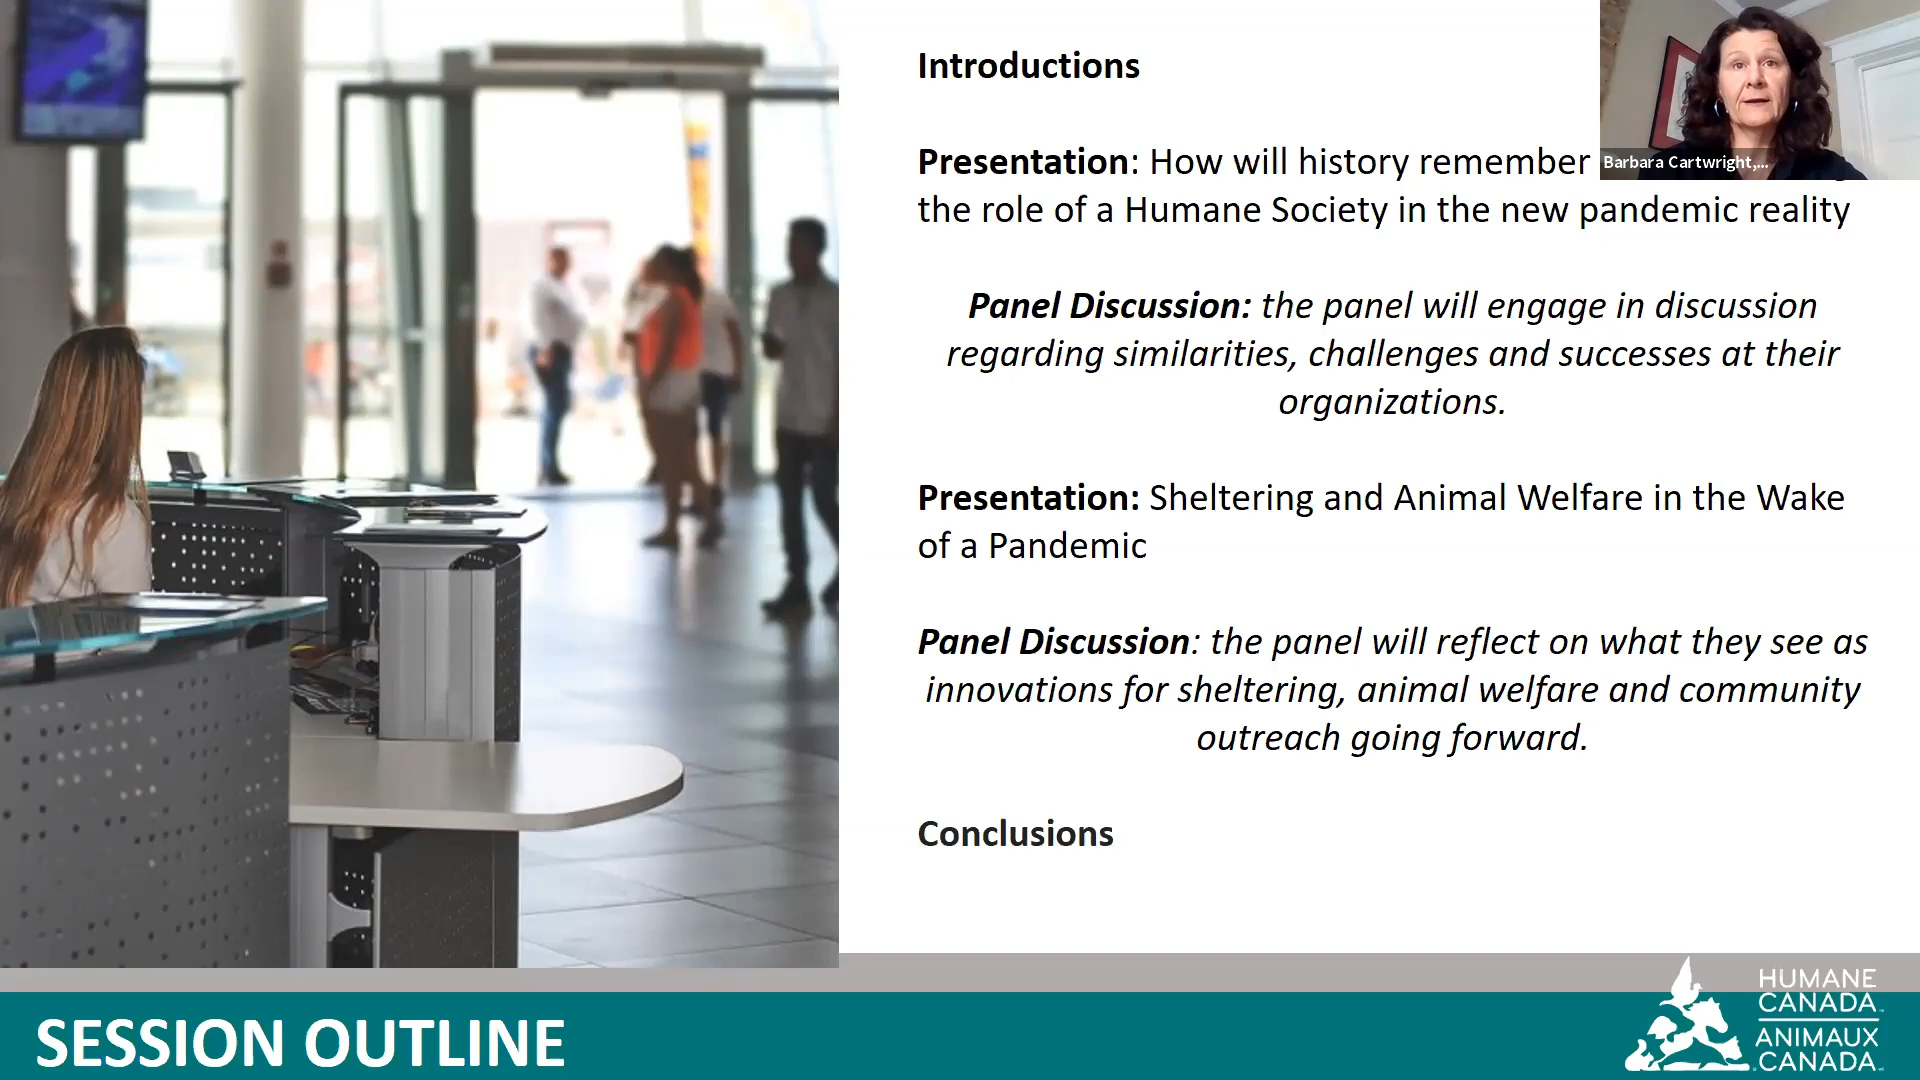 Introductions
Barbara Cartwright,...
Presentation: How will history remember
the role of a Humane Society in the new pandemic reality
Panel Discussion: the panel will engage in discussion
regarding similarities, challenges and successes at their
organizations.
Presentation: Sheltering and Animal Welfare in the Wake
of a Pandemic
Panel Discussion: the panel will reflect on what they see as
innovations for sheltering, animal welfare and community
outreach going forward.
Conclusions
SESSION OUTLINE
HUMANE
CANADA
ANIMAUX
CANADA